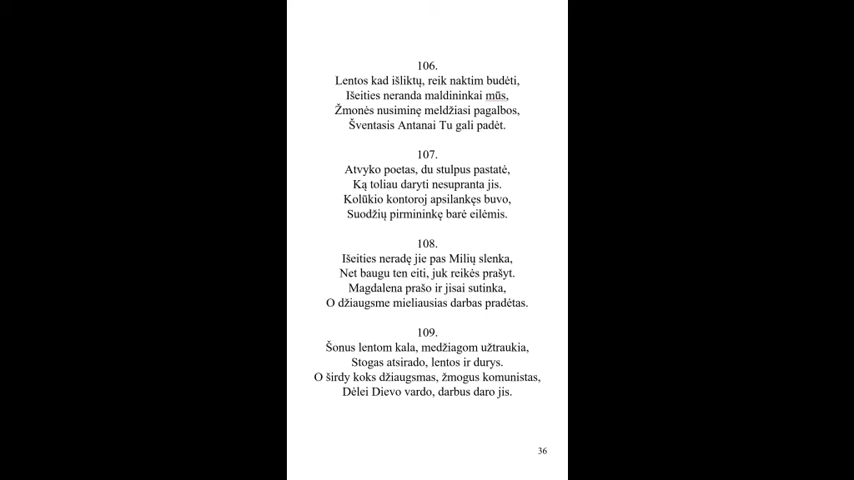 106.
Lentos kad išliktų, reik naktim budėti,
Išeities neranda maldininkai mūs,
Žmonės nusiminę meldžiasi pagalbos,
Šventasis Antanai Tu gali padėt.
107.
Atvyko poetas, du stulpus pastatė,
Ką toliau daryti nesupranta jis.
Kolūkio kontoroj apsilankęs buvo,
Suodžių pirmininkę barė eilėmis.
108.
Išeities neradę jie pas Milių slenka,
Net baugu ten eiti, juk reikės prašyt.
Magdalena prašo ir jisai sutinka,
O džiaugsme mieliausias darbas pradėtas.
109.
Šonus lentom kala, medžiagom užtraukia,
Stogas atsirado, lentos ir durys.
O širdy koks džiaugsmas, žmogus komunistas,
Dėlei Dievo vardo, darbus daro jis.
36